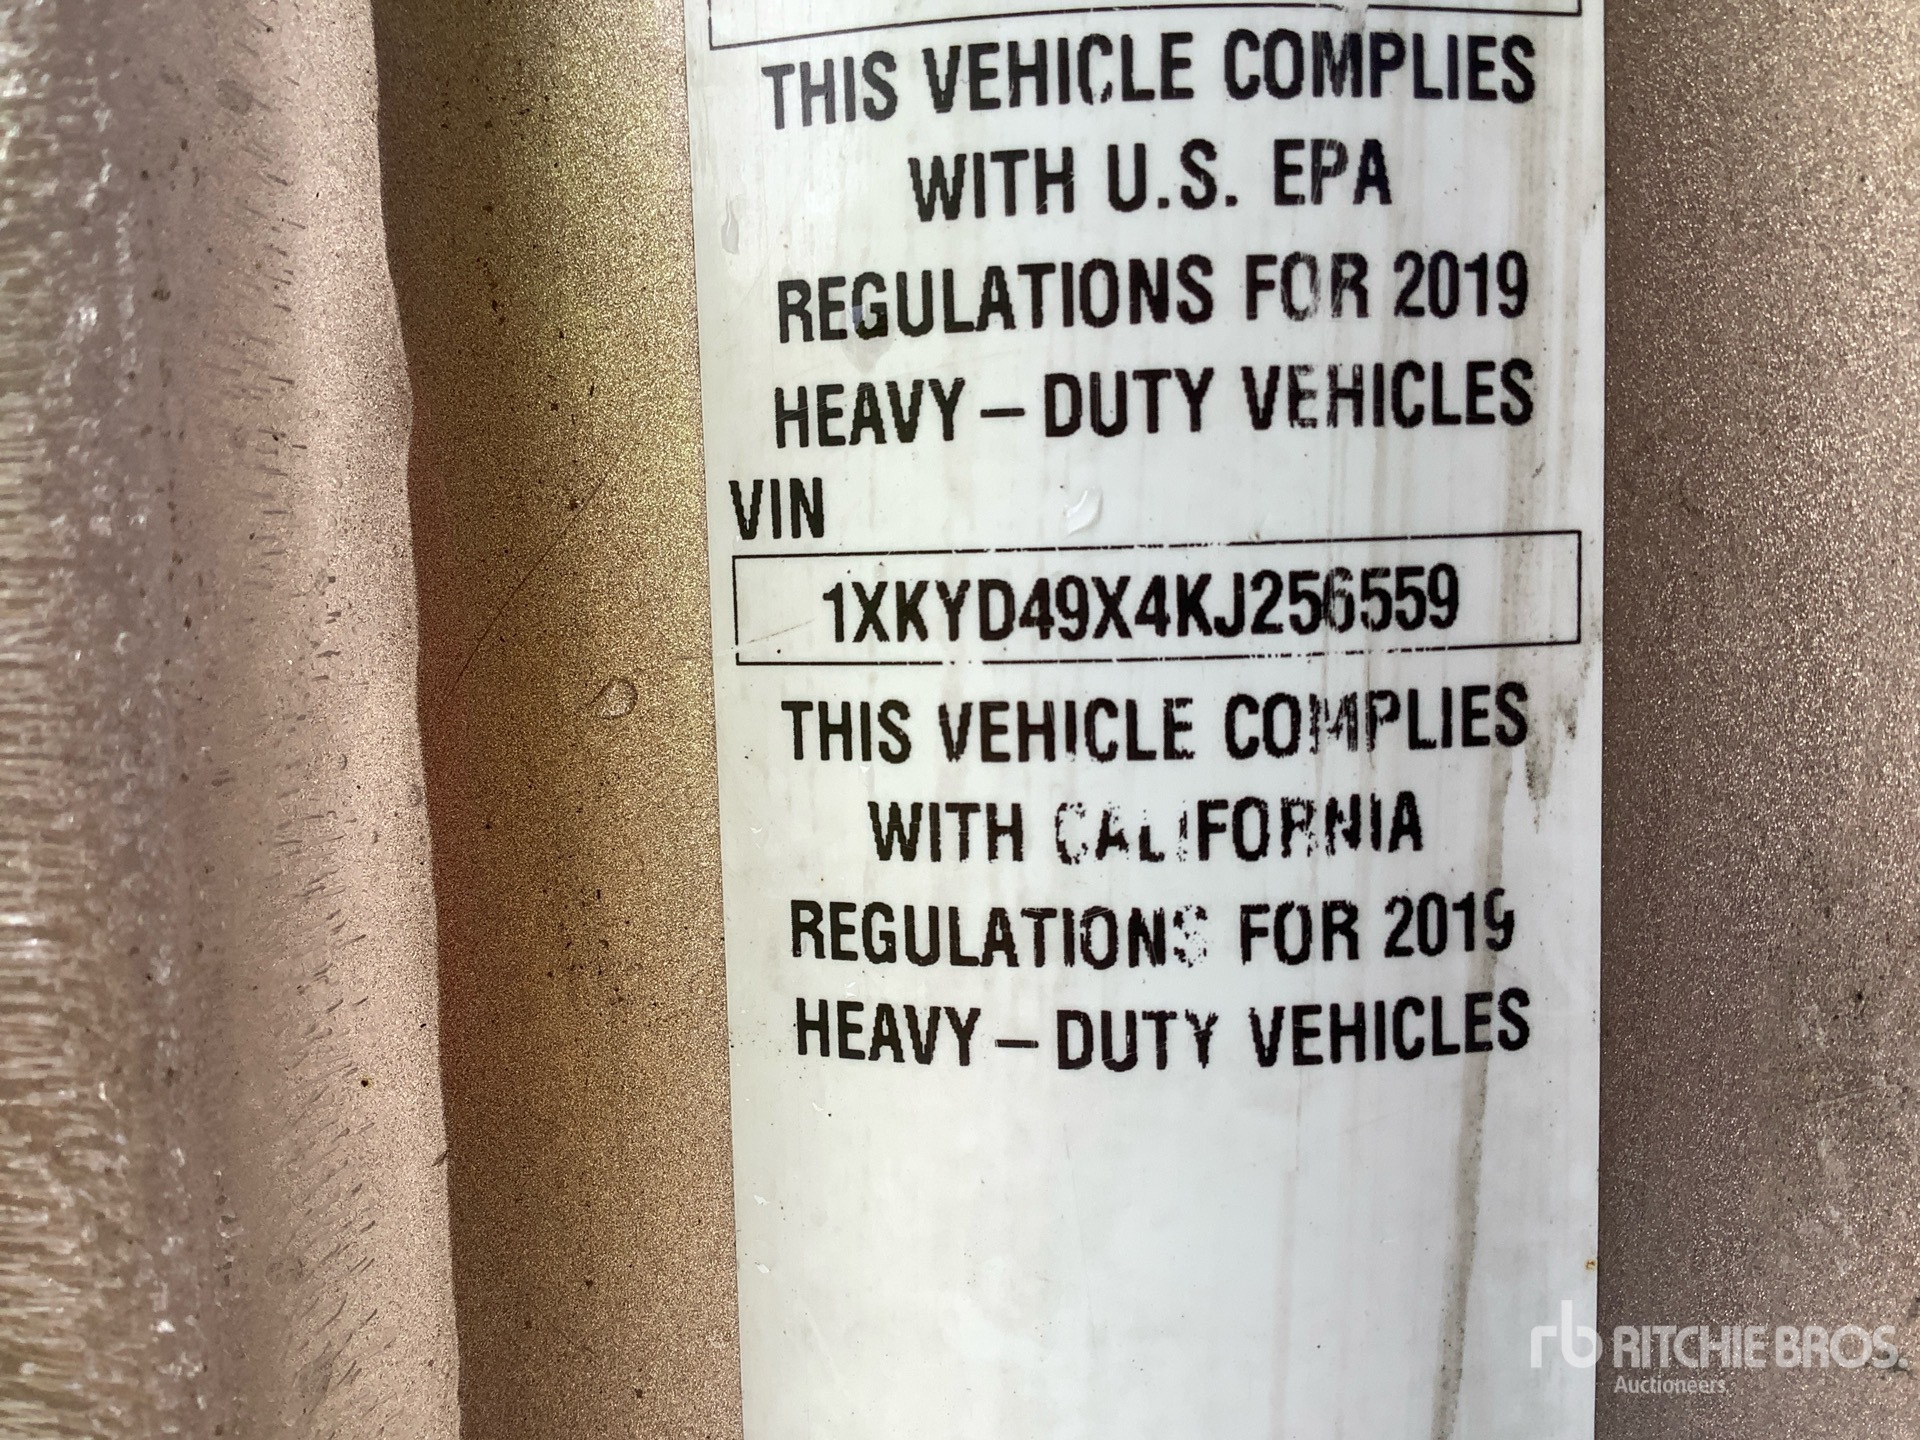 THIS VEHICLE COMPLIES
WITH U.S. EPA
REGULATIONS FOR 2019
HEAVY – DUTY VEHICLES
VIN
1XKYD49X4KJ256559
THIS VEHICLE COMPLIES
WITH CALIFORNIA
REGULATIONS FOR 2019
HEAVY – DUTY VEHICLES
rb RITCHIE BROS.
Auctioneers